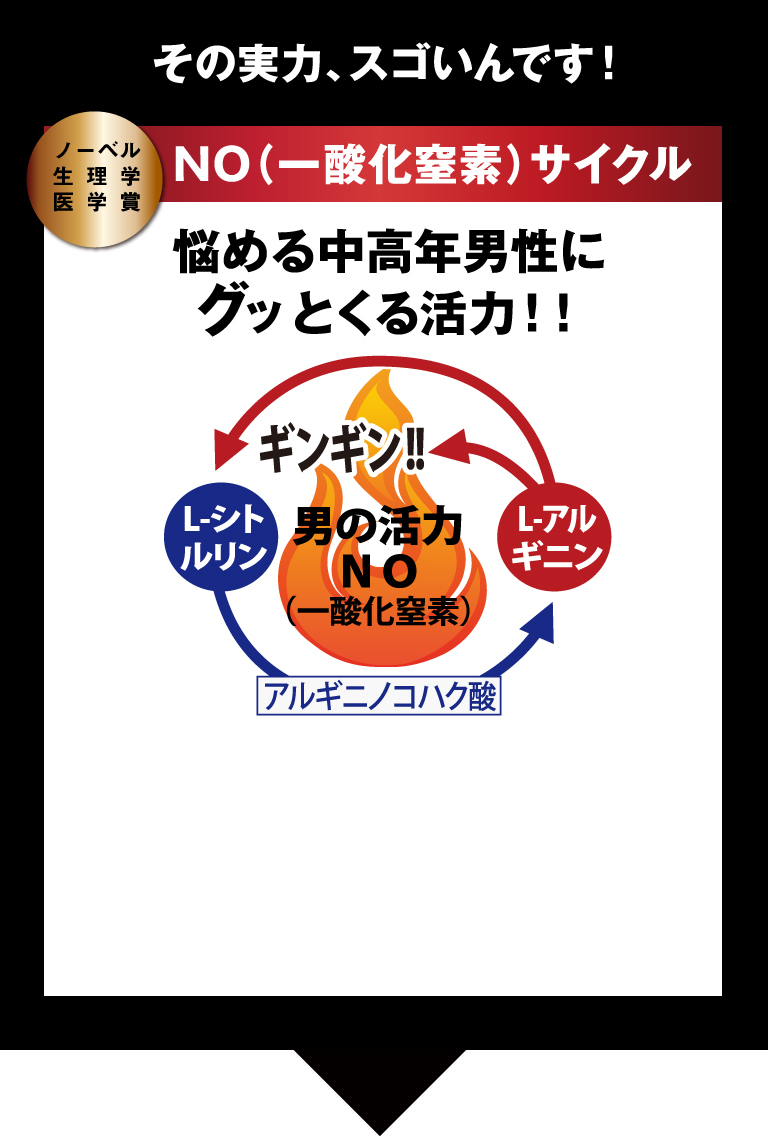 その実力、スゴいんです！
ノーベル
生理学
医学賞
NO（一酸化窒素）サイクル
悩める中高年男性に
グッとくる活力！！
ギンギン!!
L-シト
ルリン
男の活力
NO
（一酸化窒素）
L-アル
ギニン
アルギニノコハク酸